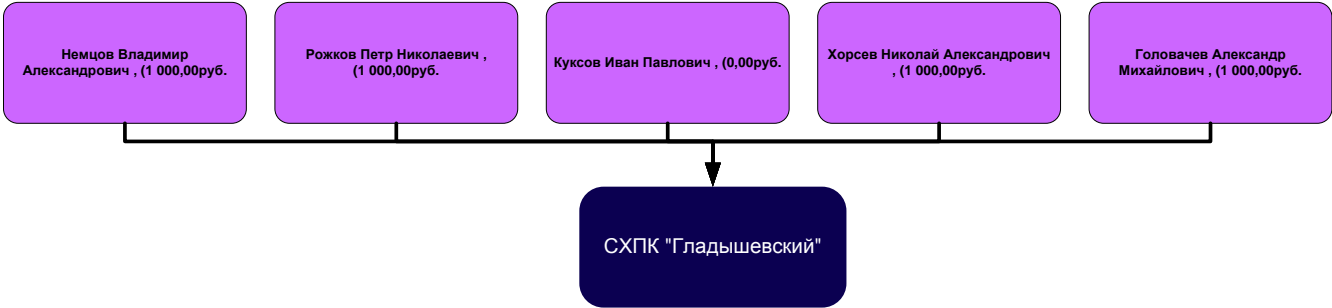 Немцов Владимир
Александрович , (1 000,00руб.
Рожков Петр Николаевич ,
(1 000,00руб.
Куксов Иван Павлович , (0,00руб.
Хорсев Николай Александрович
, (1 000,00руб.
Головачев Александр
Михайлович , (1 000,00руб.
СХПК "Гладышевский"